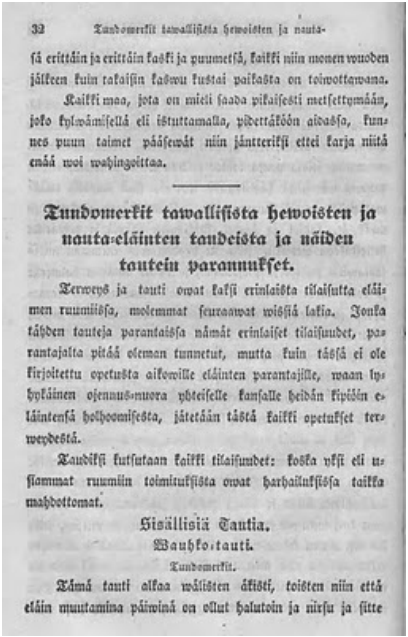 32 Tundomerkit tawallisista hewoisten ja nauta-
sä erittäin ja erittäin kaski ja puumetsä, kaikki niin monen wuoden
jälkeen kuin takaisin kaswu kustai paikasta on toiwottawana.
Kaikki maa, jota on mieli saada pikaisesti metsettymään,
joko kylwämisellä eli istuttamalla, pidettäköön aidassa, kun-
nes puun taimet pääsewät niin jäntteriksi ettei karja niitä
enää woi wahingoittaa.
Tundomerkit tawallisista hewoisten ja
nauta-eläinten taudeista ja näiden
tautein parannukset.
Terweys ja tauti owat kaksi erinlaista tilaisutta eläi-
men ruumiissa, molemmat seuraawat wissiä lakia. Jonka
tähden tauteja parantaissa nämät erinlaiset tilaisuudet, pa-
rantajalta pitää oleman tunnetut, mutta kuin tässä ei ole
kirjoitettu opetusta aikowille eläinten parantajille, waan ly-
hykäinen ojennus-nuora yhteiselle kansalle heidän kipiöin e-
läintensä holhoomisesta, jätetään tästä kaikki opetukset ter-
weydestä.
Taudiksi kutsutaan kaikki tilaisuudet: koska yksi eli u-
siammat ruumiin toimituksista owat harhailuksissa taikka
mahdottomat.
Sisällisiä Tautia.
Wauhko-tauti.
Tundomerkit.
Tämä tauti alkaa wälisten äkisti, toisten niin että
eläin muutamina päiwinä on ollut halutoin ja nirsu ja sitte